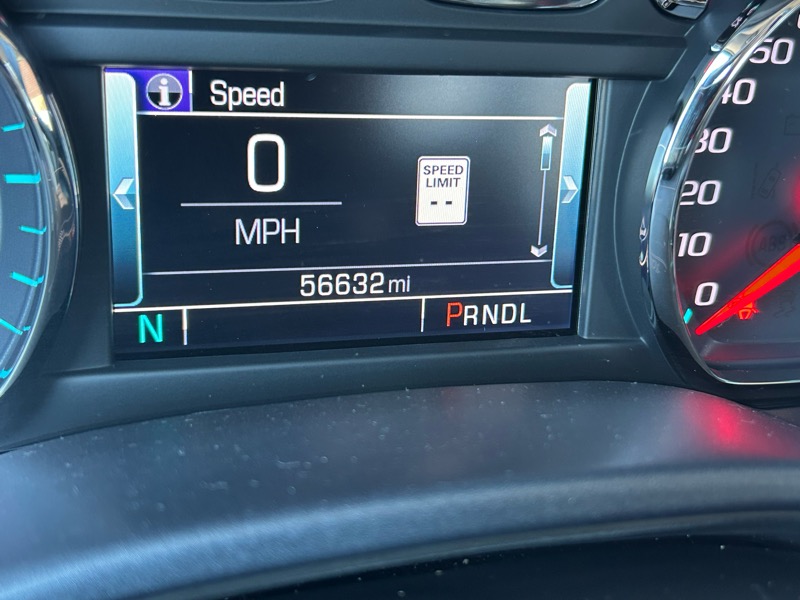 i Speed
0
MPH
SPEED
LIMIT
--
56632 mi
N
PRNDL
50
40
30
20
10
0